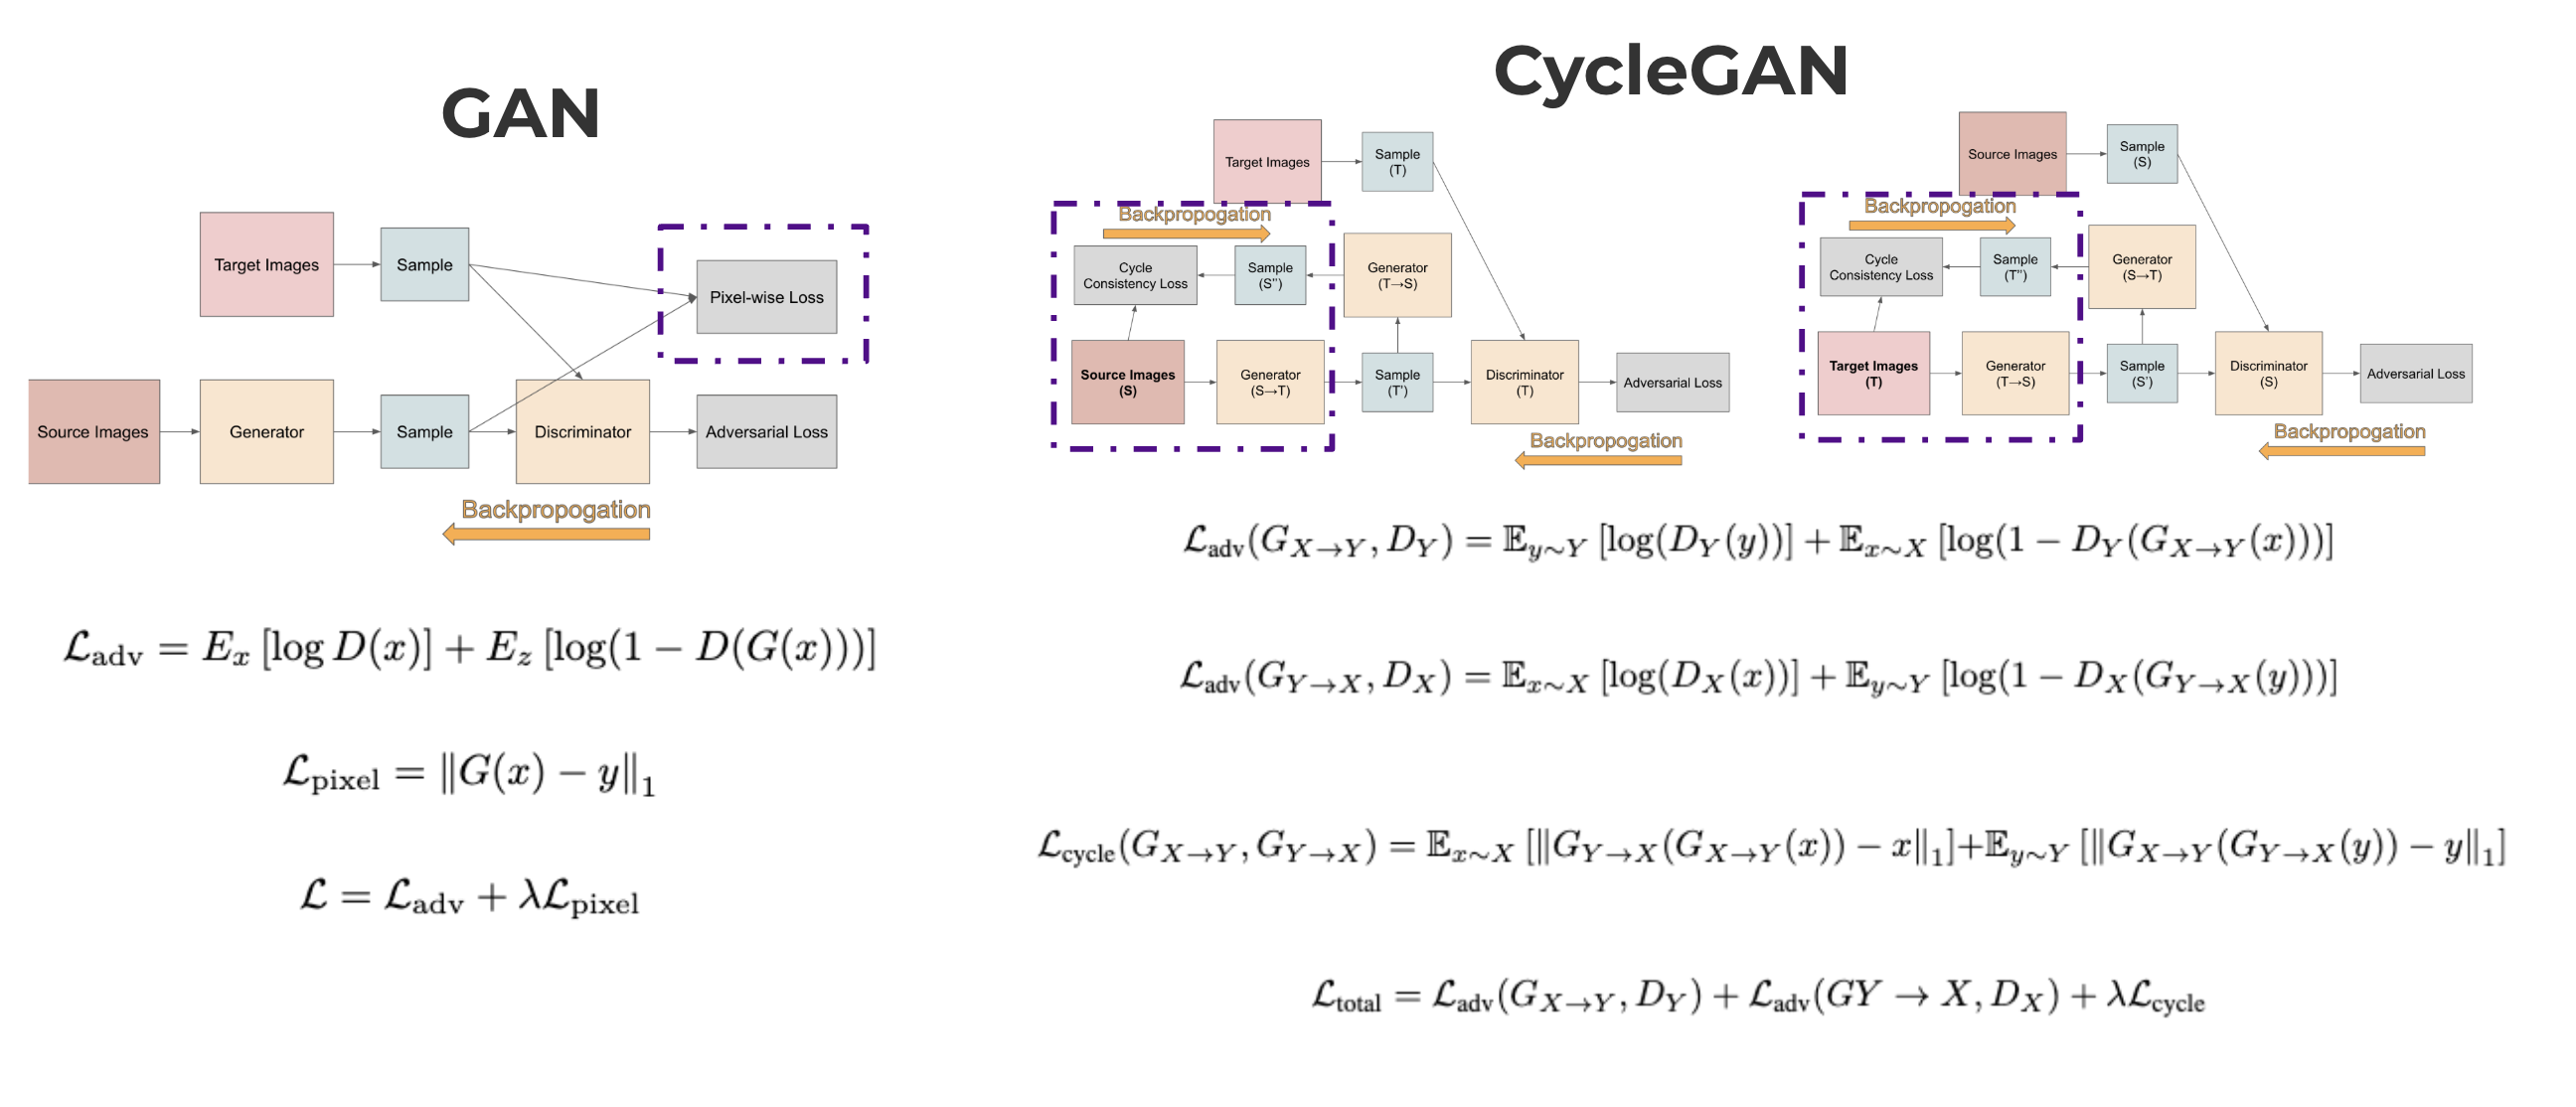 GAN
Target Images
Sample
Pixel-wise Loss
Source Images
Generator
Sample
Discriminator
Adversarial Loss
Backpropogation
$\mathcal{L}_{\text{adv}} = E_x [\log D(x)] + E_z [\log(1 - D(G(x)))]$
$\mathcal{L}_{\text{pixel}} = \|G(x) - y\|_1$
$\mathcal{L} = \mathcal{L}_{\text{adv}} + \lambda \mathcal{L}_{\text{pixel}}$
CycleGAN
Target Images
Sample
(T)
Backpropogation
Cycle
Consistency Loss
Sample
(S'')
Generator
(T→S)
Source Images
(S)
Generator
(S→T)
Sample
(T')
Discriminator
(T)
Adversarial Loss
Backpropogation
Source Images
Sample
(S)
Backpropogation
Cycle
Consistency Loss
Sample
(T'')
Generator
(S→T)
Target Images
(T)
Generator
(T→S)
Sample
(S')
Discriminator
(S)
Adversarial Loss
Backpropogation
$\mathcal{L}_{\text{adv}}(G_{X \to Y}, D_Y) = \mathbb{E}_{y \sim Y} [\log(D_Y(y))] + \mathbb{E}_{x \sim X} [\log(1 - D_Y(G_{X \to Y}(x)))]$
$\mathcal{L}_{\text{adv}}(G_{Y \to X}, D_X) = \mathbb{E}_{x \sim X} [\log(D_X(x))] + \mathbb{E}_{y \sim Y} [\log(1 - D_X(G_{Y \to X}(y)))]$
$\mathcal{L}_{\text{cycle}}(G_{X \to Y}, G_{Y \to X}) = \mathbb{E}_{x \sim X} [\|G_{Y \to X}(G_{X \to Y}(x)) - x\|_1] + \mathbb{E}_{y \sim Y} [\|G_{X \to Y}(G_{Y \to X}(y)) - y\|_1]$
$\mathcal{L}_{\text{total}} = \mathcal{L}_{\text{adv}}(G_{X \to Y}, D_Y) + \mathcal{L}_{\text{adv}}(GY \to X, D_X) + \lambda \mathcal{L}_{\text{cycle}}$